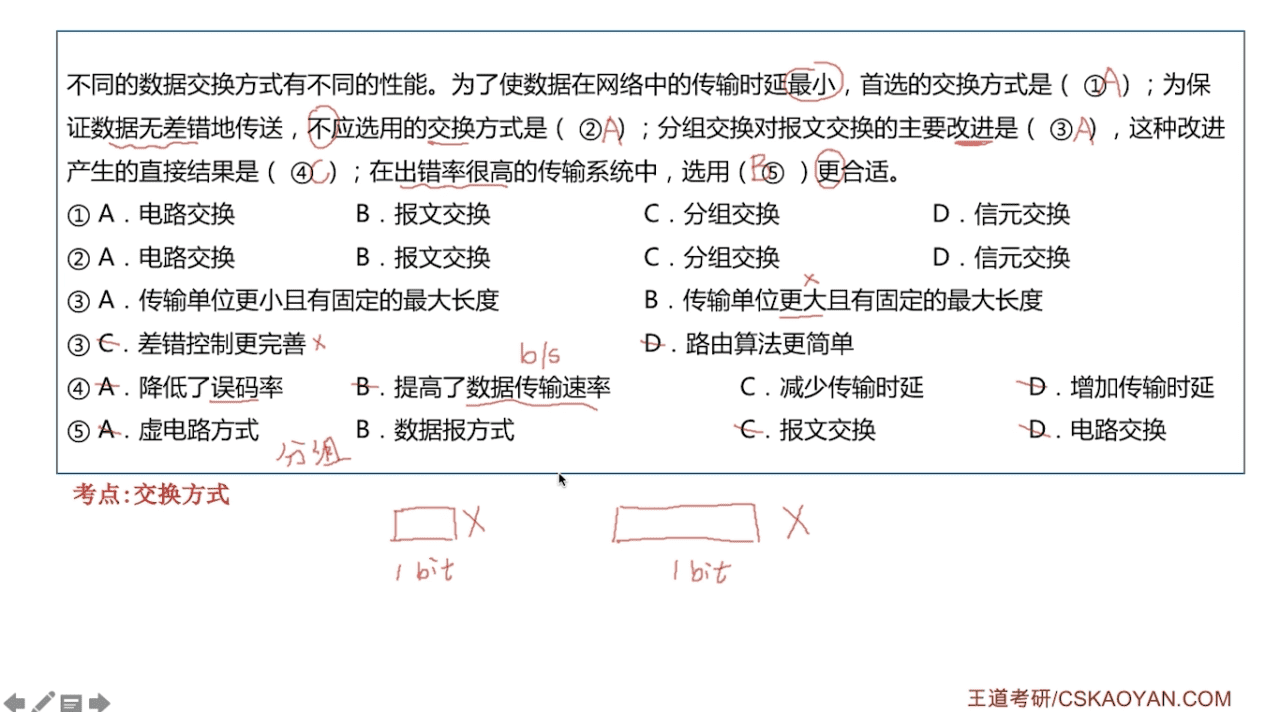 不同的数据交换方式有不同的性能。为了使数据在网络中的传输时延最小，首选的交换方式是（ ①A ）；为保
证数据无差错地传送，不应选用的交换方式是（ ②A ）；分组交换对报文交换的主要改进是（ ③A ），这种改进
产生的直接结果是（ ④C ）；在出错率很高的传输系统中，选用（ B⑤ ）更合适。
① A．电路交换 B．报文交换 C．分组交换 D．信元交换
② A．电路交换 B．报文交换 C．分组交换 D．信元交换
x
③ A．传输单位更小且有固定的最大长度 B．传输单位更大且有固定的最大长度
③ C．差错控制更完善 x D．路由算法更简单
b/s
④ A．降低了误码率 B．提高了数据传输速率 C．减少传输时延 D．增加传输时延
⑤ A．虚电路方式 B．数据报方式 C．报文交换 D．电路交换
分组
考点:交换方式
X X
1 bit 1 bit
王道考研/CSKAOYAN.COM